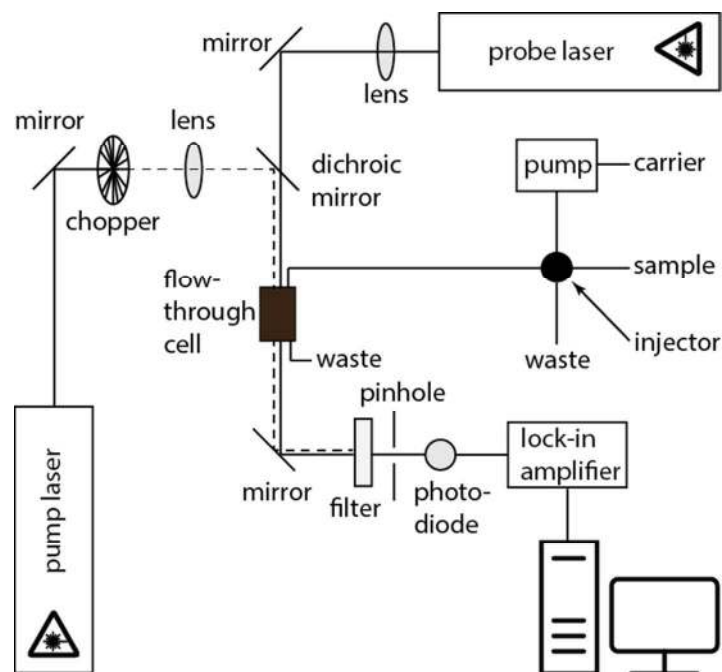 mirror
probe laser
lens
mirror
lens
chopper
dichroic
mirror
pump
carrier
flow-
through
cell
sample
injector
waste
waste
pinhole
lock-in
amplifier
mirror
filter
photo-
diode
pump laser